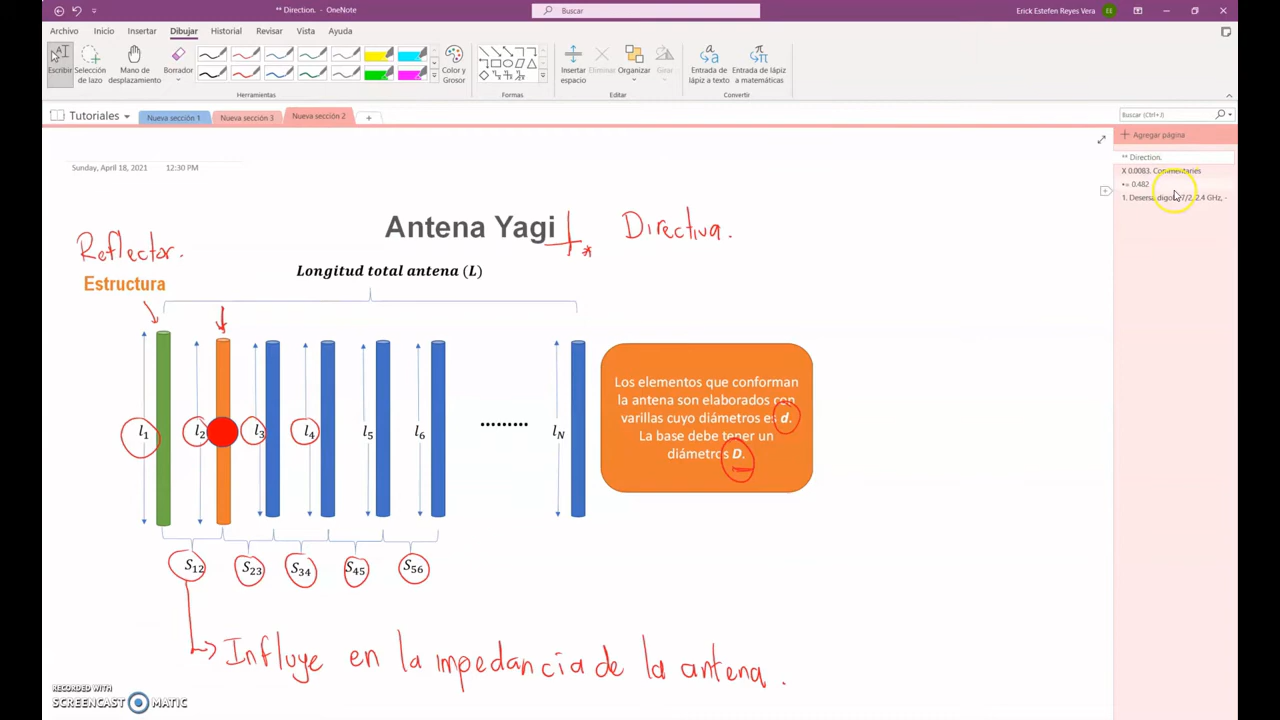 ** Direction. - OneNote
Buscar
Erick Estefen Reyes Vera
EE
Archivo Inicio Insertar Dibujar Historial Revisar Vista Ayuda
Escribir
Selección de lazo
Mano de desplazamiento
Borrador
Color y Grosor
Insertar espacio
Eliminar
Organizar
Girar
Entrada de lápiz a texto
Entrada de lápiz a matemáticas
Herramientas
Formas
Editar
Convertir
Tutoriales
Nueva sección 1
Nueva sección 3
Nueva sección 2
Buscar (Ctrl+J)
Agregar página
** Direction.
X 0.0083. Commentaries
0.482
Sunday, April 18, 2021 12:30 PM
Antena Yagi
* Directiva.
Reflector.
Longitud total antena (L)
Estructura
Los elementos que conforman
la antena son elaborados con
varillas cuyo diámetros es d.
La base debe tener un
diámetros D.
l1 l2 l3 l4 l5 l6 ......... lN
S12 S23 S34 S45 S56
Influye en la impedancia de la antena.
RECORDED WITH
SCREENCAST MATIC